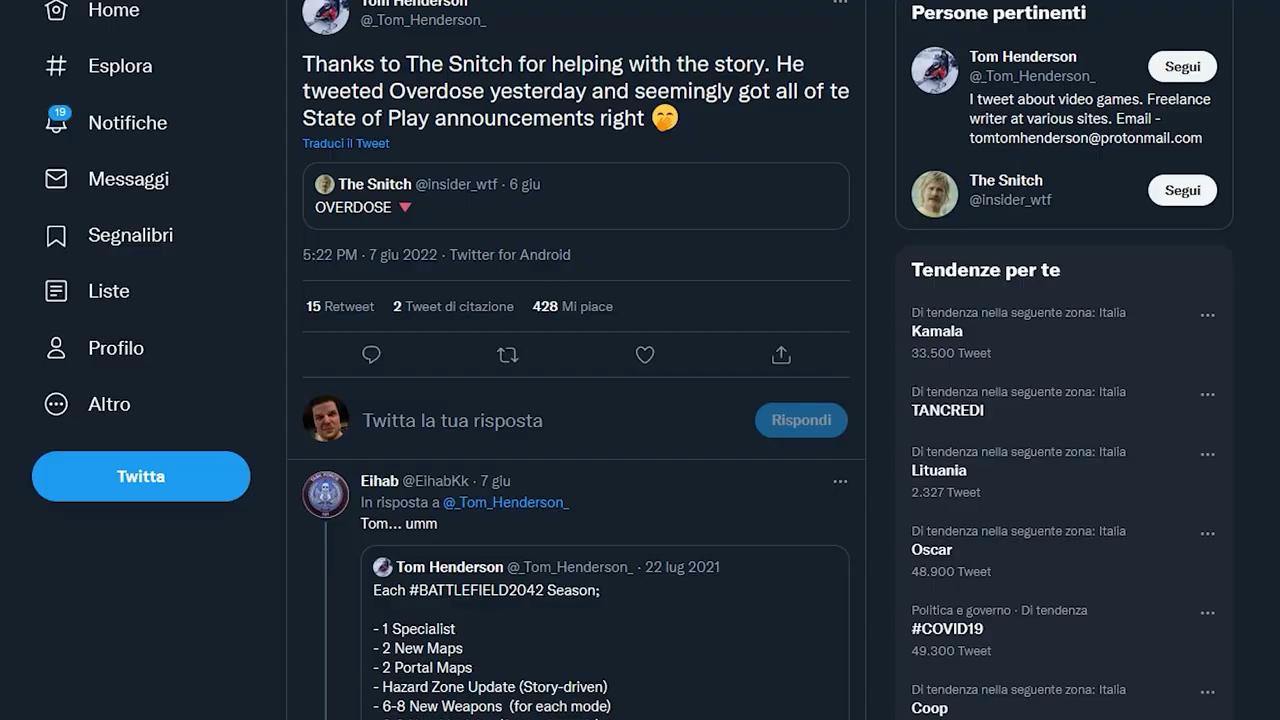 Home
Esplora
19
Notifiche
Messaggi
Segnalibri
Liste
Profilo
Altro
Twitta
Tom Henderson
@_Tom_Henderson_
Thanks to The Snitch for helping with the story. He
tweeted Overdose yesterday and seemingly got all of te
State of Play announcements right 🤭
Traduci il Tweet
The Snitch @insider_wtf · 6 giu
OVERDOSE 🔻
5:22 PM · 7 giu 2022 · Twitter for Android
15 Retweet 2 Tweet di citazione 428 Mi piace
Twitta la tua risposta
Rispondi
Elhab @ElhabKk · 7 giu
In risposta a @_Tom_Henderson_
Tom... umm
Tom Henderson @_Tom_Henderson_ · 22 lug 2021
Each #BATTLEFIELD2042 Season;
- 1 Specialist
- 2 New Maps
- 2 Portal Maps
- Hazard Zone Update (Story-driven)
- 6-8 New Weapons (for each mode)
Persone pertinenti
Tom Henderson
@_Tom_Henderson_
Segui
I tweet about video games. Freelance
writer at various sites. Email -
tomtomhenderson@protonmail.com
The Snitch
@insider_wtf
Segui
Tendenze per te
Di tendenza nella seguente zona: Italia
Kamala
33.500 Tweet
Di tendenza nella seguente zona: Italia
TANCREDI
Di tendenza nella seguente zona: Italia
Lituania
2.327 Tweet
Di tendenza nella seguente zona: Italia
Oscar
48.900 Tweet
Politica e governo · Di tendenza
#COVID19
49.300 Tweet
Di tendenza nella seguente zona: Italia
Coop